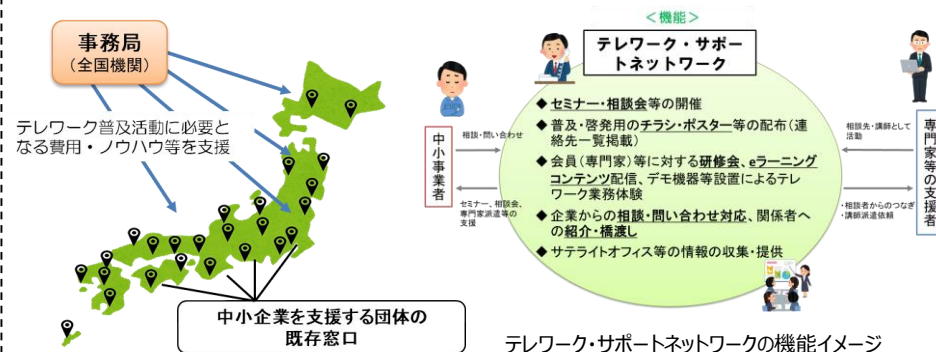 事務局
(全国機関)
テレワーク普及活動に必要と
なる費用・ノウハウ等を支援
中小企業を支援する団体の
既存窓口
<機能>
テレワーク・サポー
トネットワーク
◆セミナー・相談会等の開催
◆普及・啓発用のチラシ・ポスター等の配布(連
絡先一覧掲載)
◆会員(専門家)等に対する研修会、eラーニング
コンテンツ配信、デモ機器等設置によるテレ
ワーク業務体験
◆企業からの相談・問い合わせ対応、関係者へ
の紹介・橋渡し
◆サテライトオフィス等の情報の収集・提供
中小事業者
相談・問い合わせ
セミナー、相談会、
専門家派遣等の
支援
相談先・講師として
活動
・相談者からのつなぎ
・講師派遣依頼
専門家等の支援者
テレワーク・サポートネットワークの機能イメージ